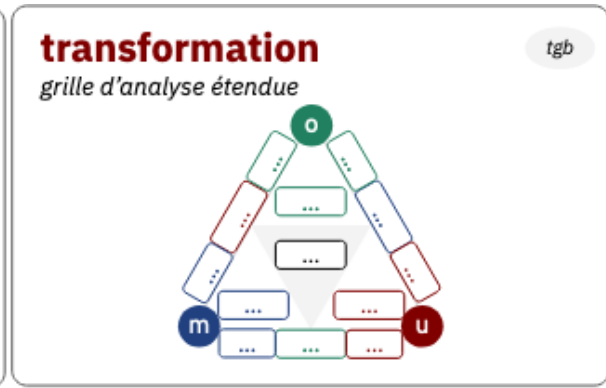 transformation
tgb
grille d'analyse étendue
o
... ...
...
... ...
...
... ...
... ...
m u
... ... ...